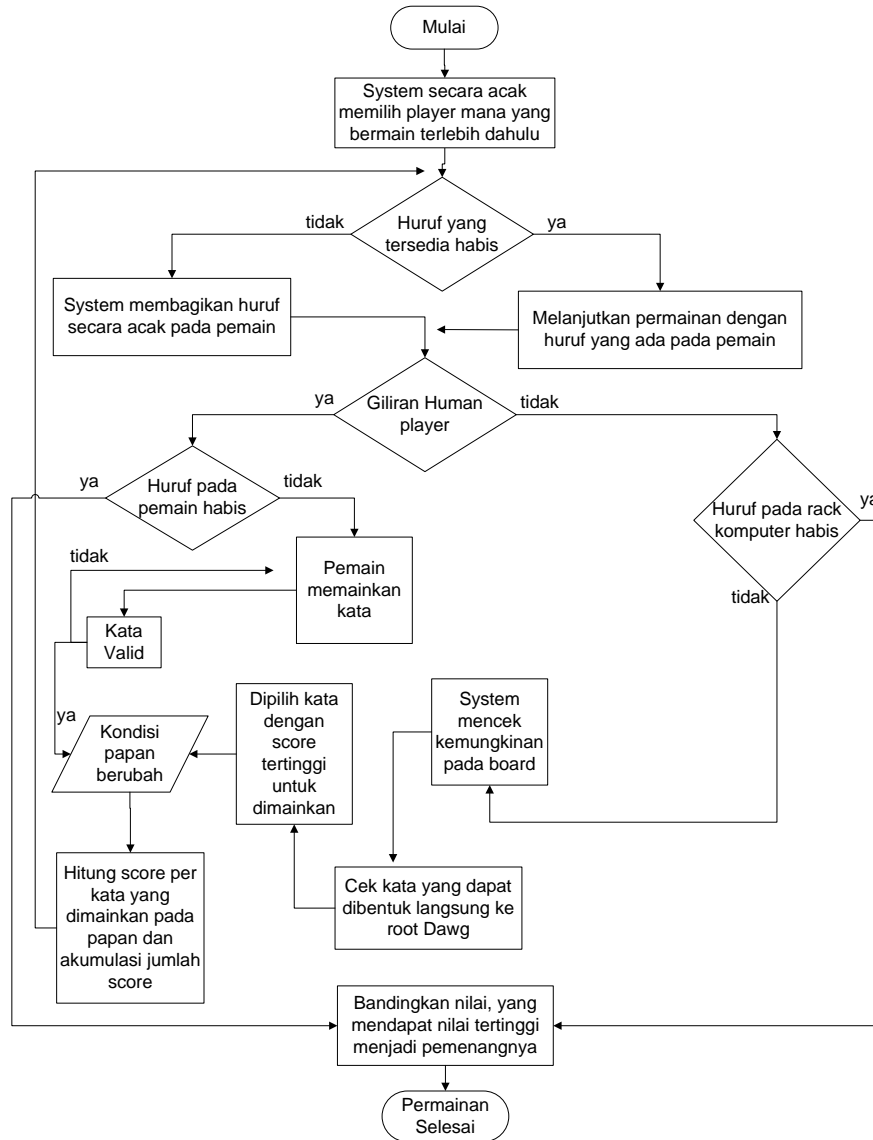 Mulai
System secara acak
memilih player mana yang
bermain terlebih dahulu
Huruf yang
tersedia habis
tidak
ya
System membagikan huruf
secara acak pada pemain
Melanjutkan permainan dengan
huruf yang ada pada pemain
Giliran Human
player
ya
tidak
Huruf pada
pemain habis
ya
tidak
Huruf pada rack
komputer habis
ya
tidak
tidak
Pemain
memainkan
kata
Kata
Valid
ya
Kondisi
papan
berubah
Dipilih kata
dengan
score
tertinggi
untuk
dimainkan
System
mencek
kemungkinan
pada board
Hitung score per
kata yang
dimainkan pada
papan dan
akumulasi jumlah
score
Cek kata yang dapat
dibentuk langsung ke
root Dawg
Bandingkan nilai, yang
mendapat nilai tertinggi
menjadi pemenangnya
Permainan
Selesai